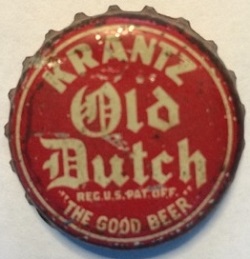 KRANTZ
Old
Dutch
REG.U.S.PAT.OFF.
"THE GOOD BEER"